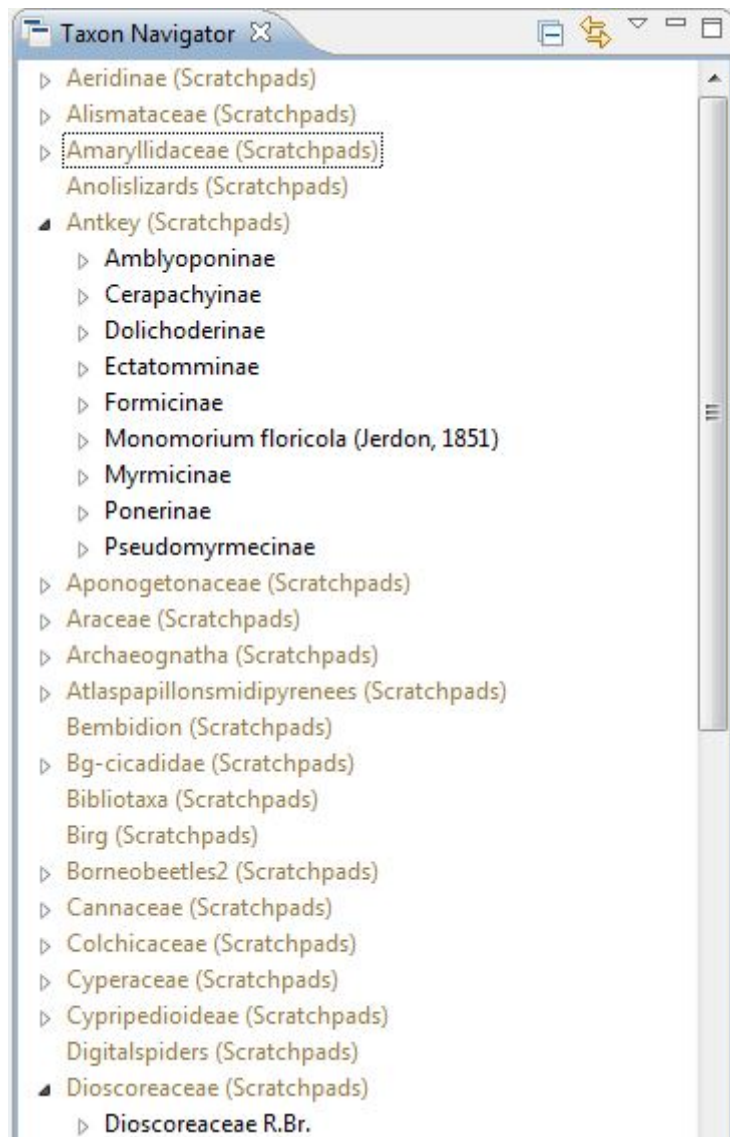 Taxon Navigator
Aeridinae (Scratchpads)
Alismataceae (Scratchpads)
Amaryllidaceae (Scratchpads)
Anolislizards (Scratchpads)
Antkey (Scratchpads)
Amblyoponinae
Cerapachyinae
Dolichoderinae
Ectatomminae
Formicinae
Monomorium floricola (Jerdon, 1851)
Myrmicinae
Ponerinae
Pseudomyrmecinae
Aponogetonaceae (Scratchpads)
Araceae (Scratchpads)
Archaeognatha (Scratchpads)
Atlaspapillonsmidipyrenees (Scratchpads)
Bembidion (Scratchpads)
Bg-cicadidae (Scratchpads)
Bibliotaxa (Scratchpads)
Birg (Scratchpads)
Borneobeetles2 (Scratchpads)
Cannaceae (Scratchpads)
Colchicaceae (Scratchpads)
Cyperaceae (Scratchpads)
Cypripedioideae (Scratchpads)
Digitalspiders (Scratchpads)
Dioscoreaceae (Scratchpads)
Dioscoreaceae R.Br.